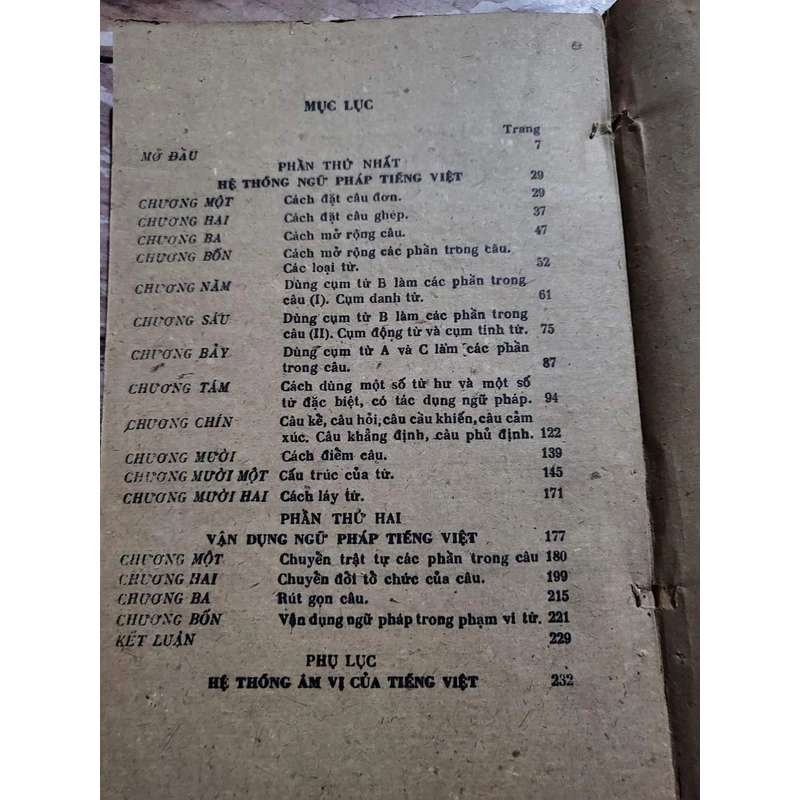 MỤC LỤC
Trang
MỞ ĐẦU 7
PHẦN THỨ NHẤT
HỆ THỐNG NGỮ PHÁP TIẾNG VIỆT 29
CHƯƠNG MỘT Cách đặt câu đơn. 29
CHƯƠNG HAI Cách đặt câu ghép. 37
CHƯƠNG BA Cách mở rộng câu. 47
CHƯƠNG BỐN Cách mở rộng các phần trong câu.
Các loại từ. 52
CHƯƠNG NĂM Dùng cụm từ B làm các phần trong
câu (I). Cụm danh từ. 61
CHƯƠNG SÁU Dùng cụm từ B làm các phần trong
câu (II). Cụm động từ và cụm tính từ. 75
CHƯƠNG BẢY Dùng cụm từ A và C làm các phần
trong câu. 87
CHƯƠNG TÁM Cách dùng một số từ hư và một số
từ đặc biệt, có tác dụng ngữ pháp. 94
CHƯƠNG CHÍN Câu kể, câu hỏi, câu cầu khiến, câu cảm
xúc. Câu khẳng định, câu phủ định. 122
CHƯƠNG MƯỜI Cách điểm câu. 139
CHƯƠNG MƯỜI MỘT Cấu trúc của từ. 145
CHƯƠNG MƯỜI HAI Cách láy từ. 171
PHẦN THỨ HAI
VẬN DỤNG NGỮ PHÁP TIẾNG VIỆT 177
CHƯƠNG MỘT Chuyển trật tự các phần trong câu 180
CHƯƠNG HAI Chuyển đổi tổ chức của câu. 199
CHƯƠNG BA Rút gọn câu. 215
CHƯƠNG BỐN Vận dụng ngữ pháp trong phạm vi từ. 221
KẾT LUẬN 229
PHỤ LỤC
HỆ THỐNG ÂM VỊ CỦA TIẾNG VIỆT 232